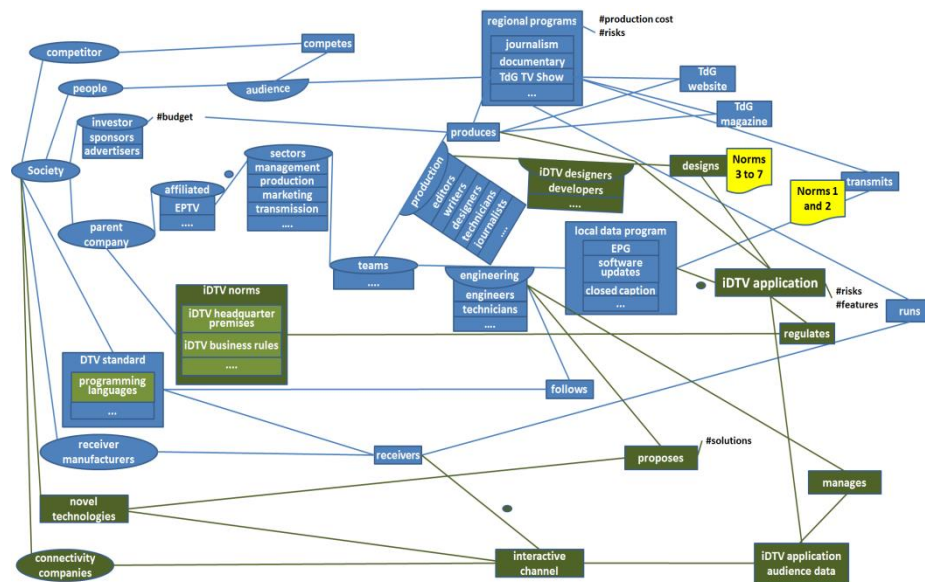 regional programs
#production cost
#risks
journalism
documentary
TdG TV Show
...
competitor
competes
people
audience
TdG
website
TdG
magazine
investor
sponsors
advertisers
#budget
produces
Society
sectors
management
production
marketing
transmission
....
affiliated
EPTV
....
parent
company
production
editors
writers
designers
technicians
journalists
....
iDTV designers
developers
....
designs
Norms
3 to 7
Norms 1
and 2
transmits
local data program
EPG
software
updates
closed caption
...
teams
....
engineering
engineers
technicians
....
iDTV application
#risks
#features
runs
regulates
iDTV norms
iDTV headquarter
premises
iDTV business rules
....
DTV standard
programming
languages
...
follows
receiver
manufacturers
receivers
#solutions
proposes
manages
novel
technologies
connectivity
companies
interactive
channel
iDTV application
audience data